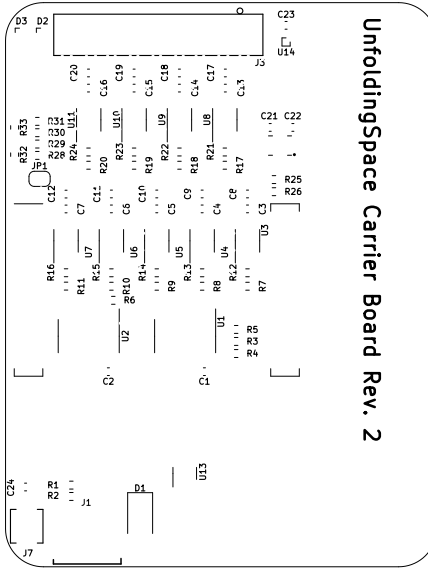 D3 D2
C23
U14
J3
C20 C19 C18 C17
C16 C15 C14 C13
UnfoldingSpace Carrier Board Rev. 2
R33 R31
R30
R29
R32 R28
U11 U10 U9 U8
C21 C22
R24 R23 R22 R21
R20 R19 R18 R17
JP1
R25
R26
C12 C11 C10 C9 C8
C7 C6 C5 C4 C3
U7 U6 U5 U4 U3
R16 R15 R14 R13 R12
R11 R10 R9 R8 R7
R6
U2 U1
R5
R3
R4
C2 C1
U13
C24 R1
R2
J1
D1
J7